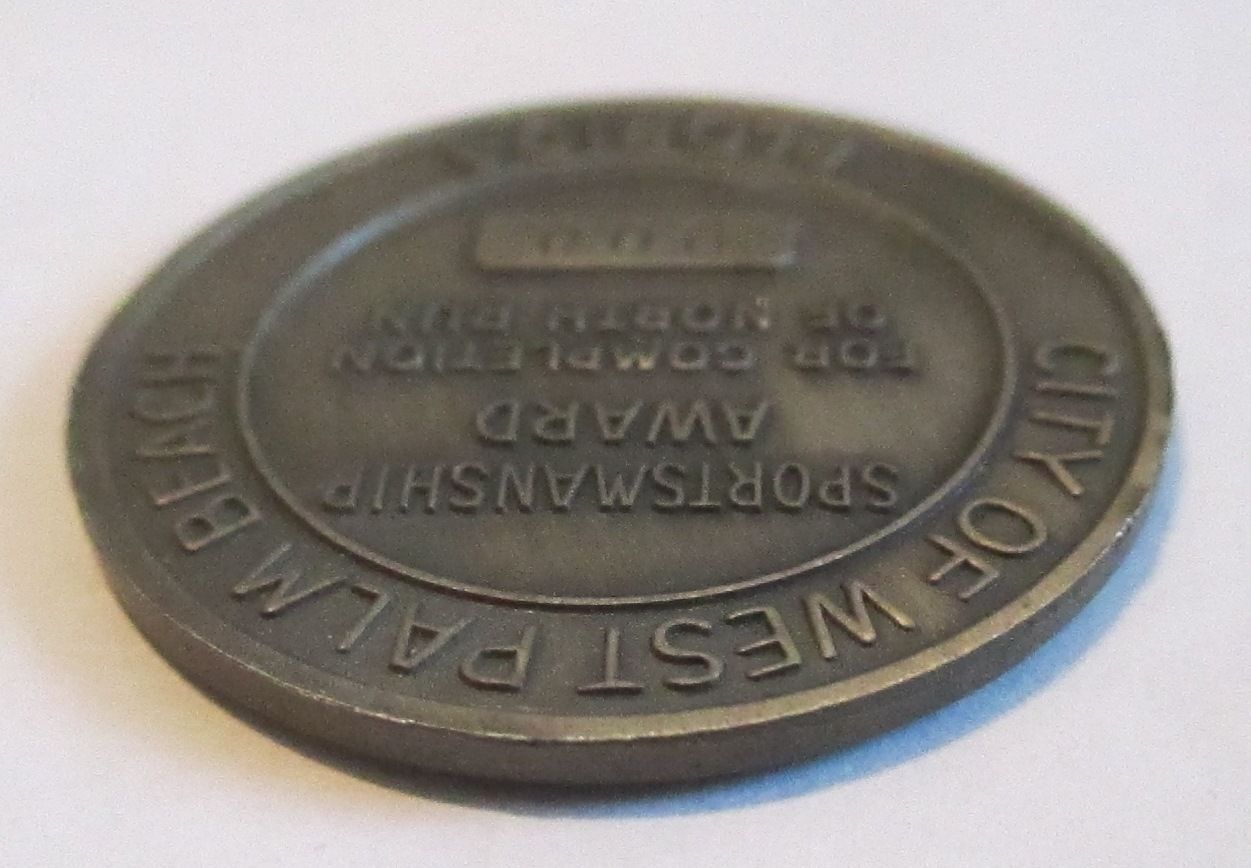 CITY OF WEST PALM BEACH
SPORTSMANSHIP
AWARD
FOR COMPLETION
OF NORTH RUN